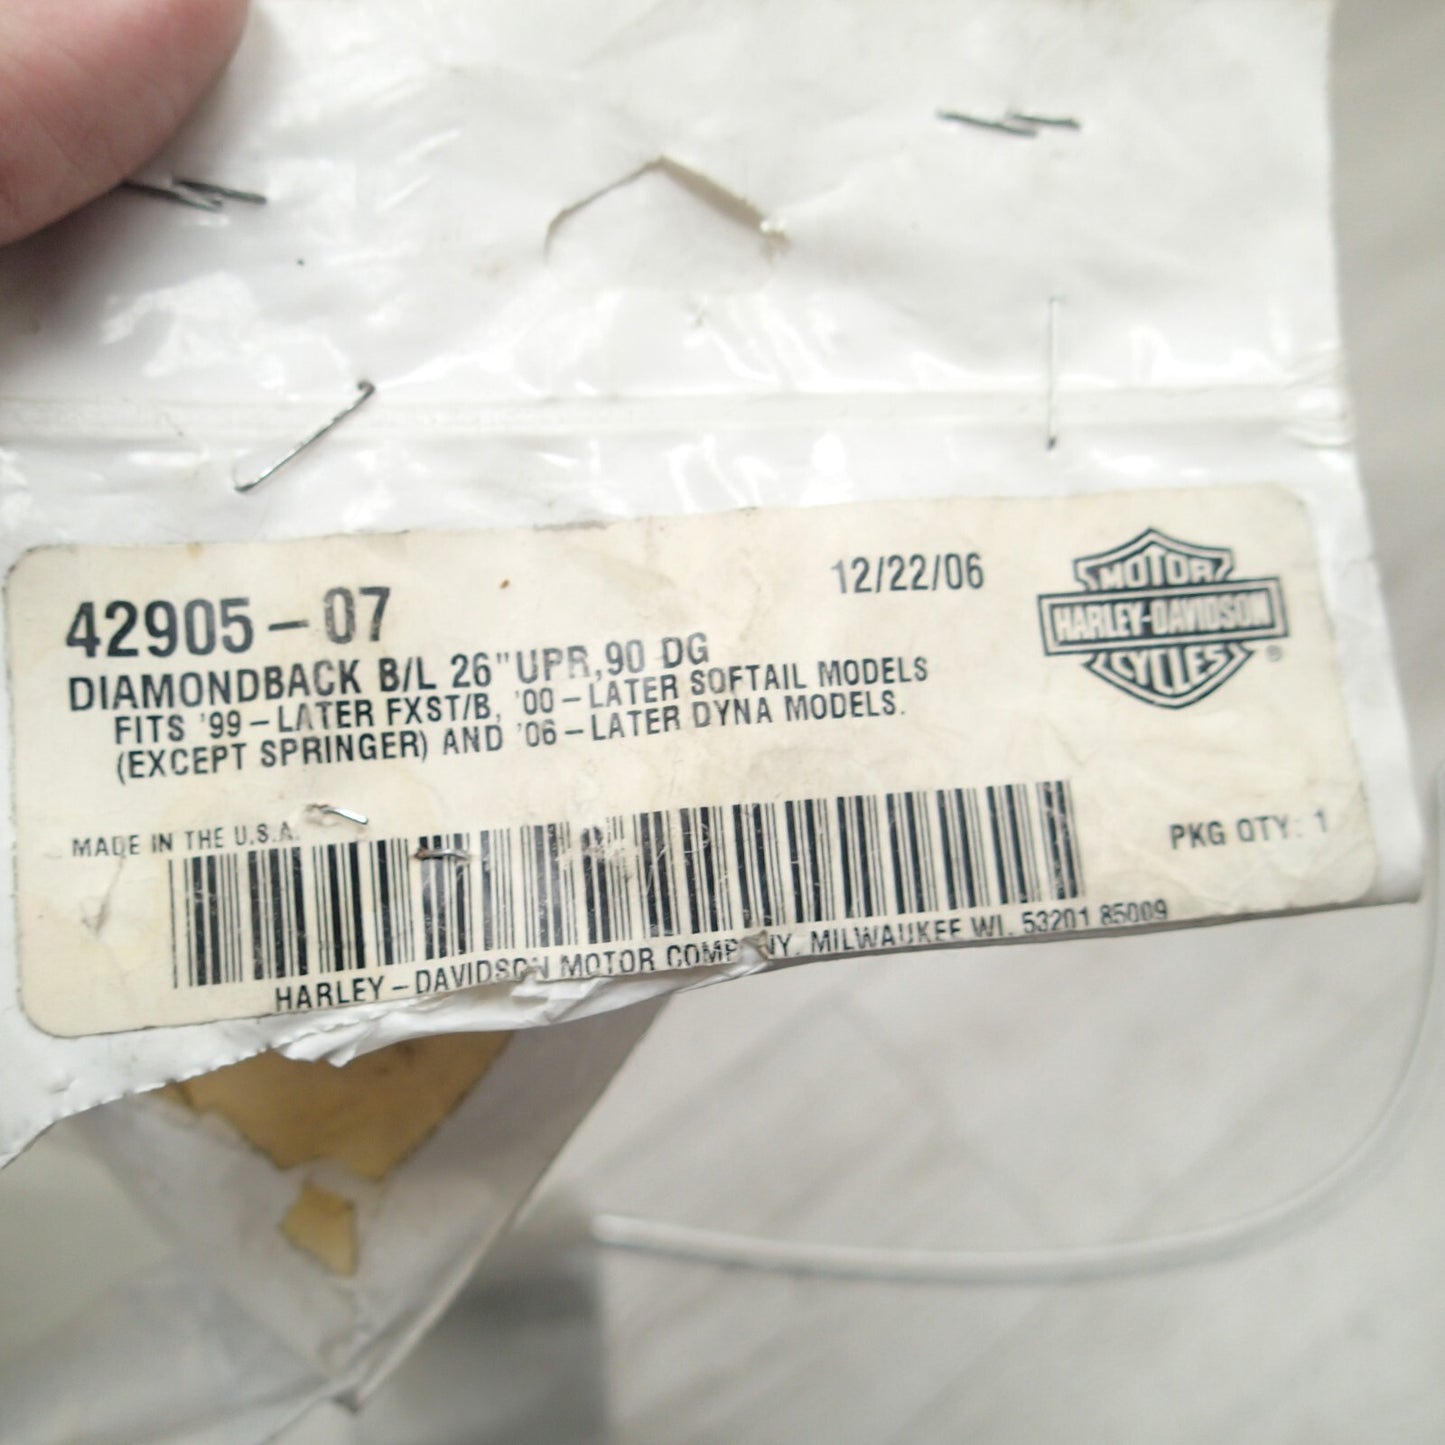 42905-07
12/22/06
DIAMONDBACK B/L 26"UPR,90 DG
FITS '99-LATER FXST/B, '00-LATER SOFTAIL MODELS
(EXCEPT SPRINGER) AND '06-LATER DYNA MODELS.
MOTOR
HARLEY-DAVIDSON
CYCLES
®
MADE IN THE U.S.A.
PKG QTY: 1
HARLEY-DAVIDSON MOTOR COMPANY. MILWAUKEE WI. 53201 85009